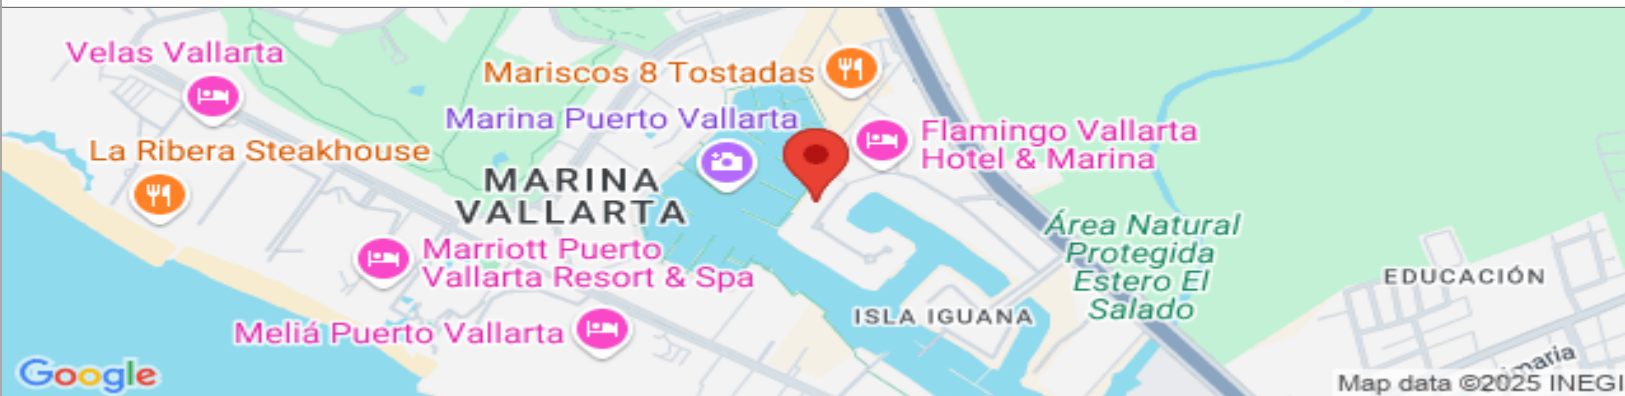 Velas Vallarta
Mariscos 8 Tostadas
Marina Puerto Vallarta
Flamingo Vallarta
Hotel & Marina
La Ribera Steakhouse
MARINA
VALLARTA
Área Natural
Protegida
Estero El
Salado
Marriott Puerto
Vallarta Resort & Spa
EDUCACIÓN
ISLA IGUANA
Meliá Puerto Vallarta
Google
Map data ©2025 INEGI